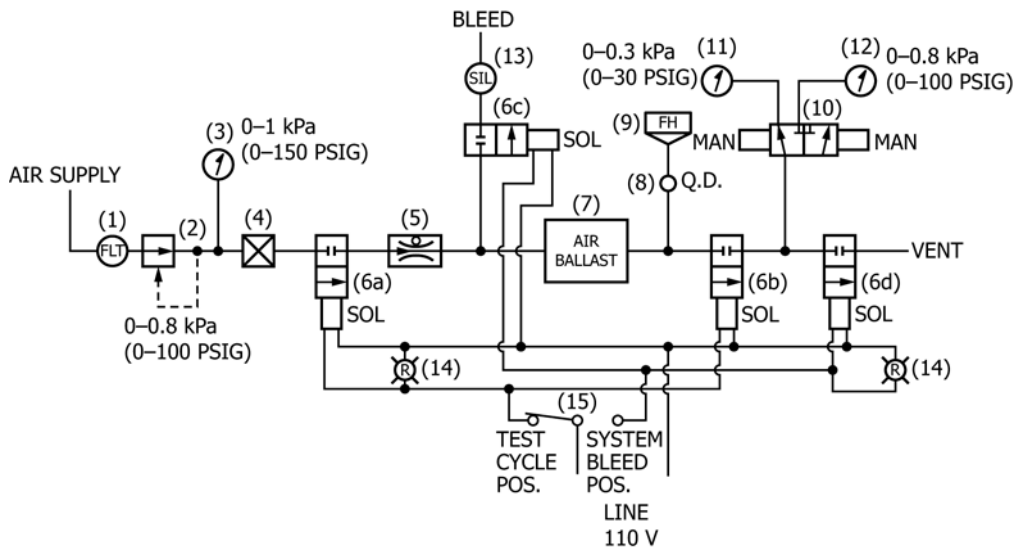 BLEED
(13)
SIL
(6c)
SOL
0–0.3 kPa
(0–30 PSIG)
(11)
(12)
0–0.8 kPa
(0–100 PSIG)
(10)
MAN
MAN
(9)
FH
(8)
Q.D.
(3)
0–1 kPa
(0–150 PSIG)
AIR SUPPLY
(1)
FLT
(2)
(4)
(5)
(7)
AIR
BALLAST
VENT
(6a)
SOL
(6b)
SOL
(6d)
SOL
0–0.8 kPa
(0–100 PSIG)
R
(14)
R
(14)
(15)
TEST
CYCLE
POS.
SYSTEM
BLEED
POS.
LINE
110 V